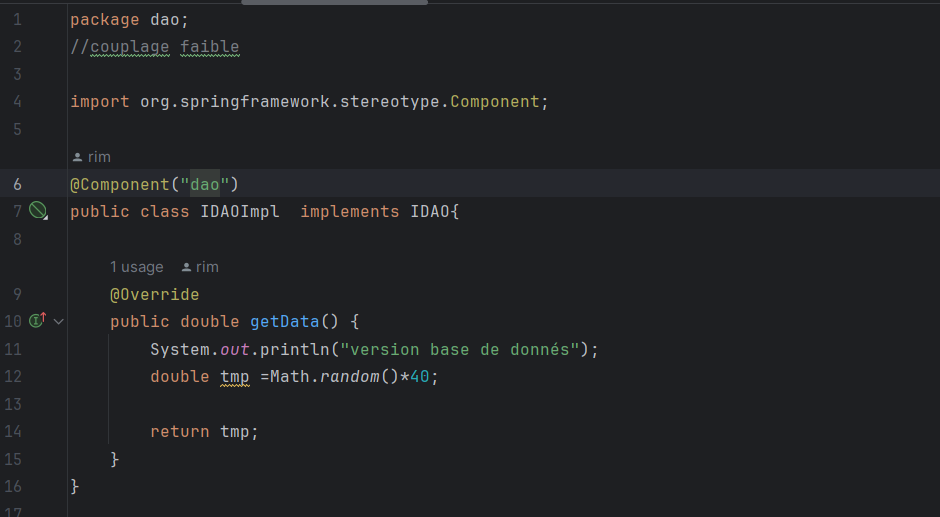 1 package dao;
2 //couplage faible
3
4 import org.springframework.stereotype.Component;
5
rim
6 @Component("dao")
7 public class IDAOImpl  implements IDAO{
8
1 usage rim
9 @Override
10 public double getData() {
11 System.out.println("version base de donnés");
12 double tmp =Math.random()*40;
13
14 return tmp;
15 }
16 }
17